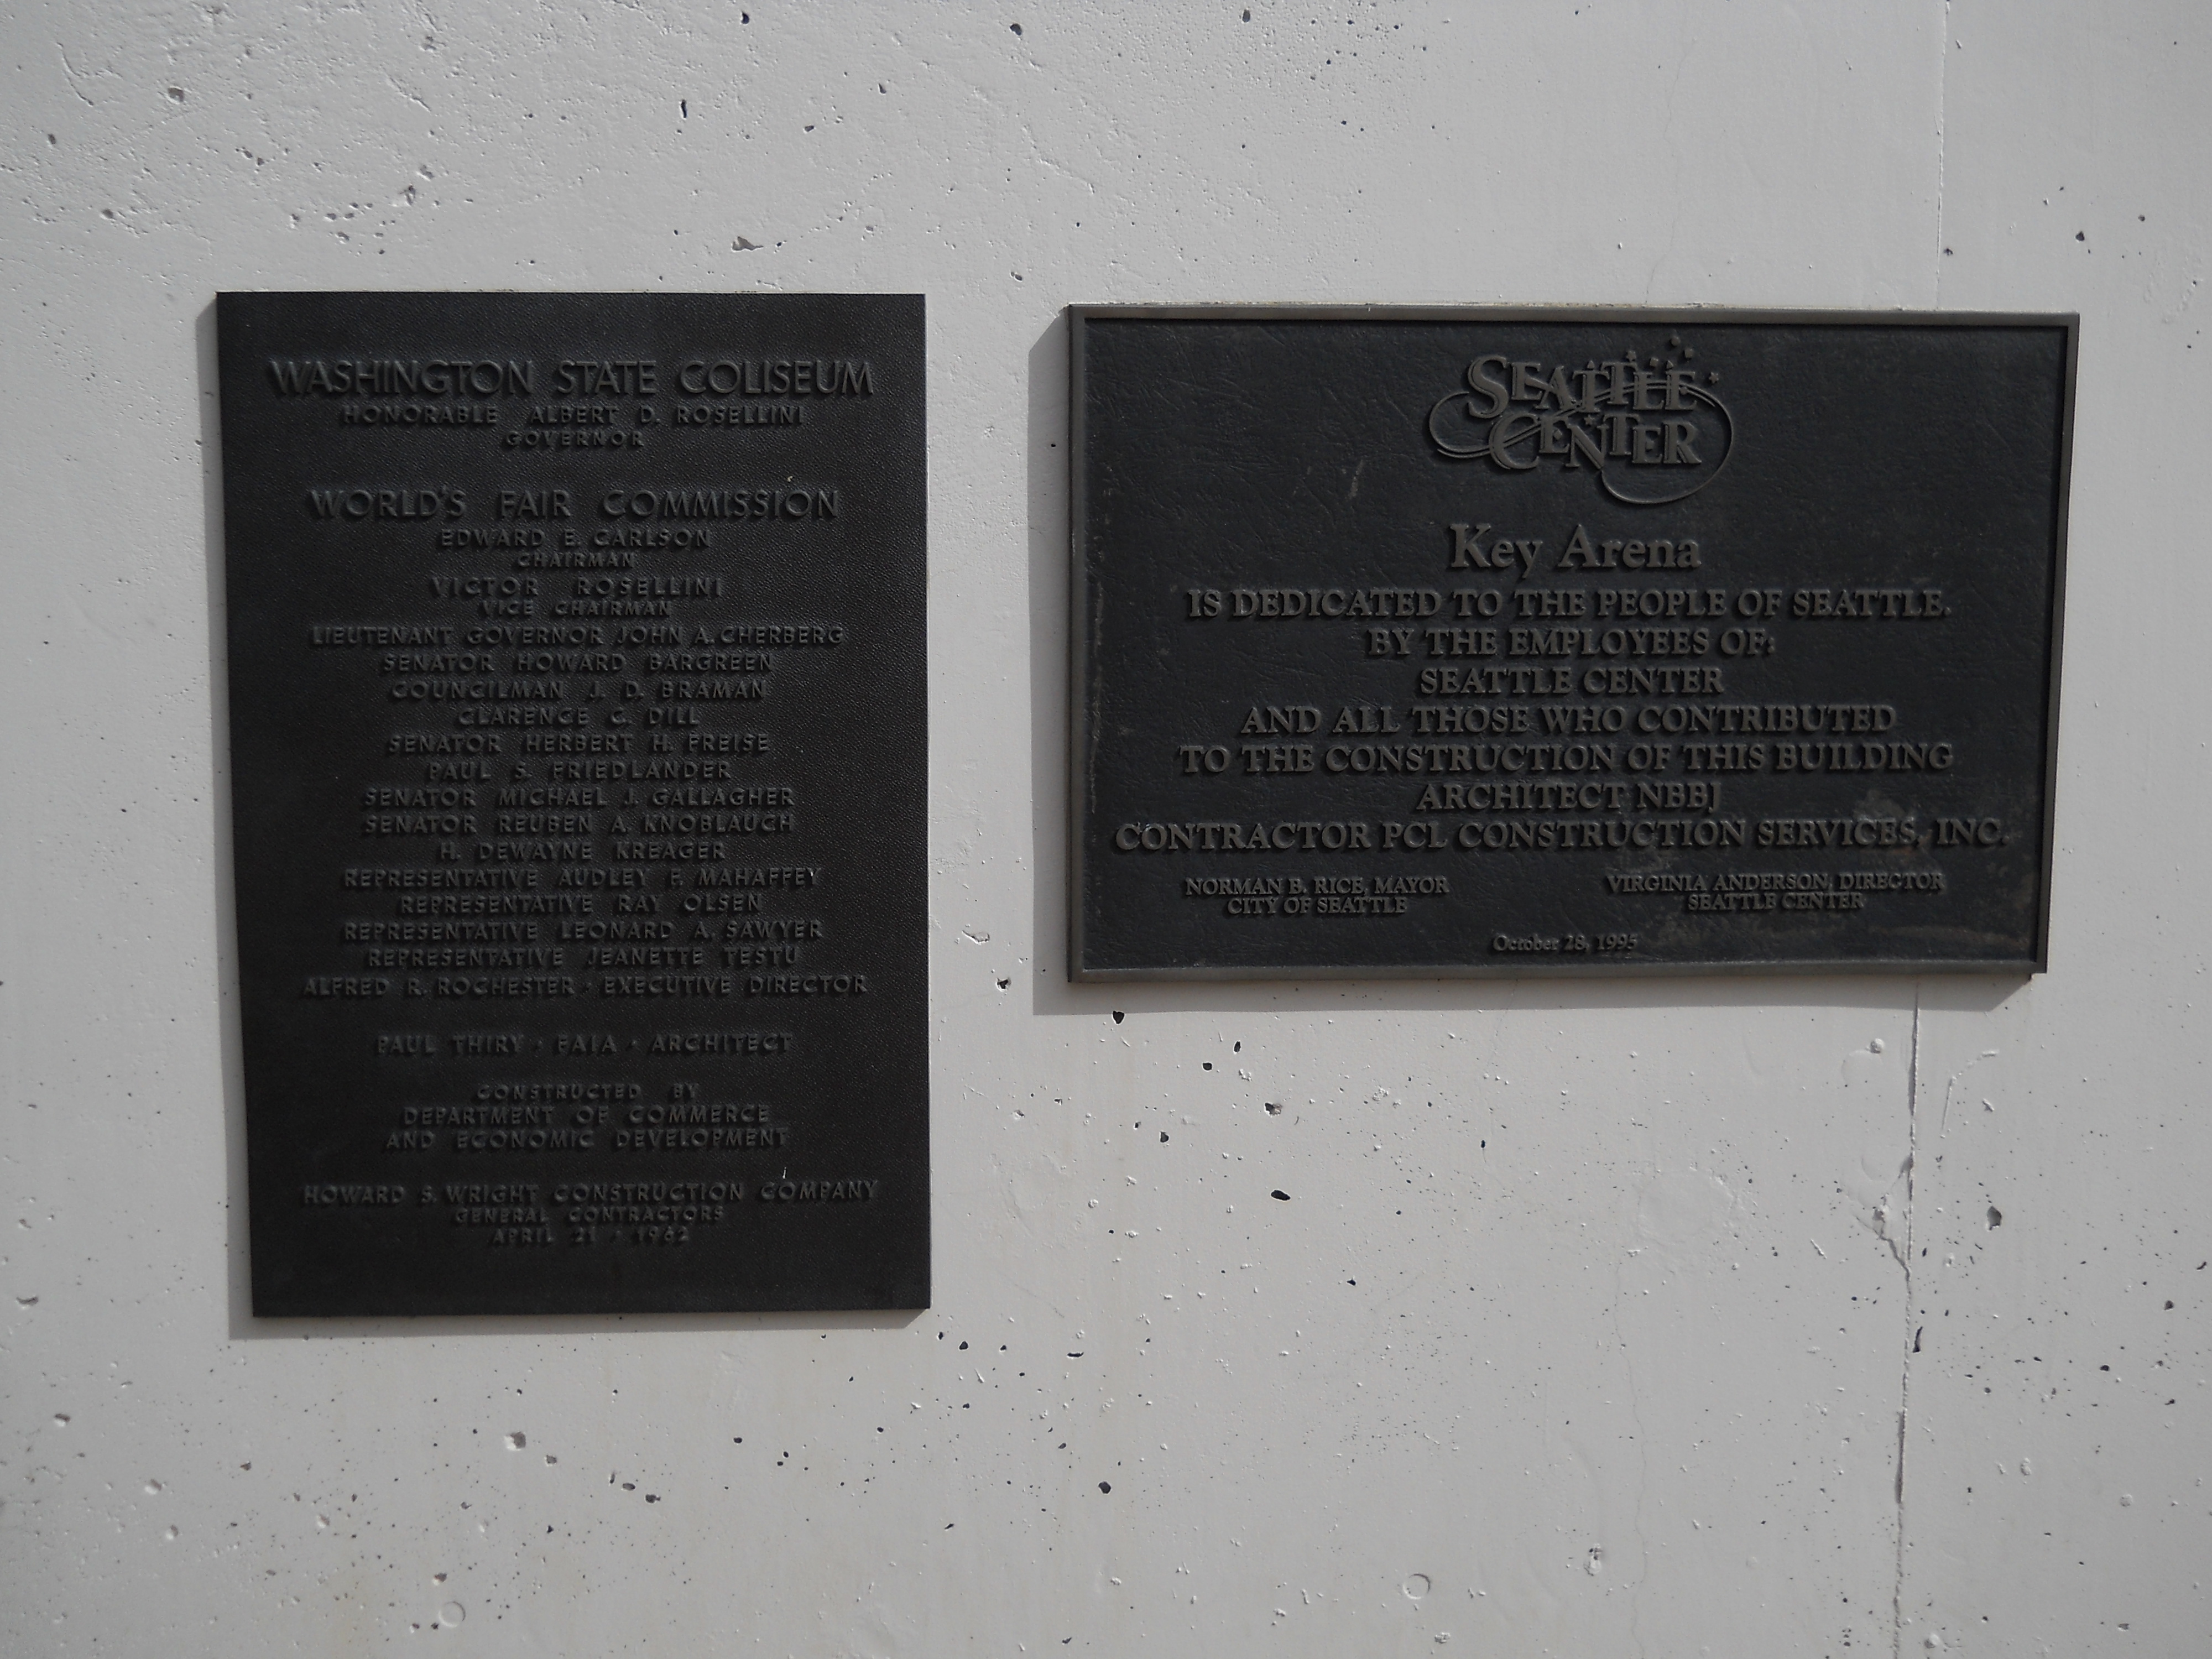 WASHINGTON STATE COLISEUM
HONORABLE ALBERT D. ROSELLINI
GOVERNOR
WORLD'S FAIR COMMISSION
EDWARD E. CARLSON
CHAIRMAN
VICTOR ROSELLINI
VICE CHAIRMAN
LIEUTENANT GOVERNOR JOHN A. CHERBERG
SENATOR HOWARD BARGREEN
COUNCILMAN J. D. BRAMAN
CLARENCE C. DILL
SENATOR HERBERT H. FREISE
PAUL S. FRIEDLANDER
SENATOR MICHAEL J. GALLAGHER
SENATOR REUBEN A. KNOBLAUCH
H. DEWAYNE KREAGER
REPRESENTATIVE AUDLEY F. MAHAFFEY
REPRESENTATIVE RAY OLSEN
REPRESENTATIVE LEONARD A. SAWYER
REPRESENTATIVE JEANETTE TESTU
ALFRED R. ROCHESTER · EXECUTIVE DIRECTOR
PAUL THIRY · FAIA · ARCHITECT
CONSTRUCTED BY
DEPARTMENT OF COMMERCE
AND ECONOMIC DEVELOPMENT
HOWARD S. WRIGHT CONSTRUCTION COMPANY
GENERAL CONTRACTORS
APRIL 21 · 1962
SEATTLE
CENTER
Key Arena
IS DEDICATED TO THE PEOPLE OF SEATTLE.
BY THE EMPLOYEES OF:
SEATTLE CENTER
AND ALL THOSE WHO CONTRIBUTED
TO THE CONSTRUCTION OF THIS BUILDING
ARCHITECT NBBJ
CONTRACTOR PCL CONSTRUCTION SERVICES, INC.
NORMAN B. RICE, MAYOR
CITY OF SEATTLE
VIRGINIA ANDERSON, DIRECTOR
SEATTLE CENTER
October 28, 1995